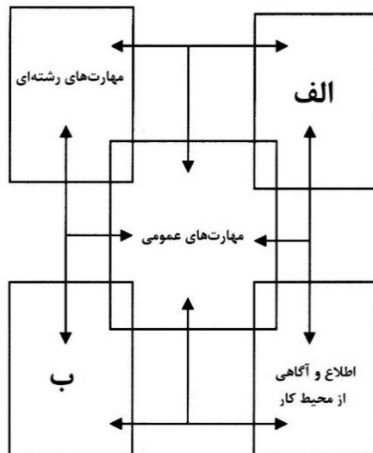 الف
مهارت‌های رشته‌ای
مهارت‌های عمومی
اطلاع و آگاهی
از محیط کار
ب